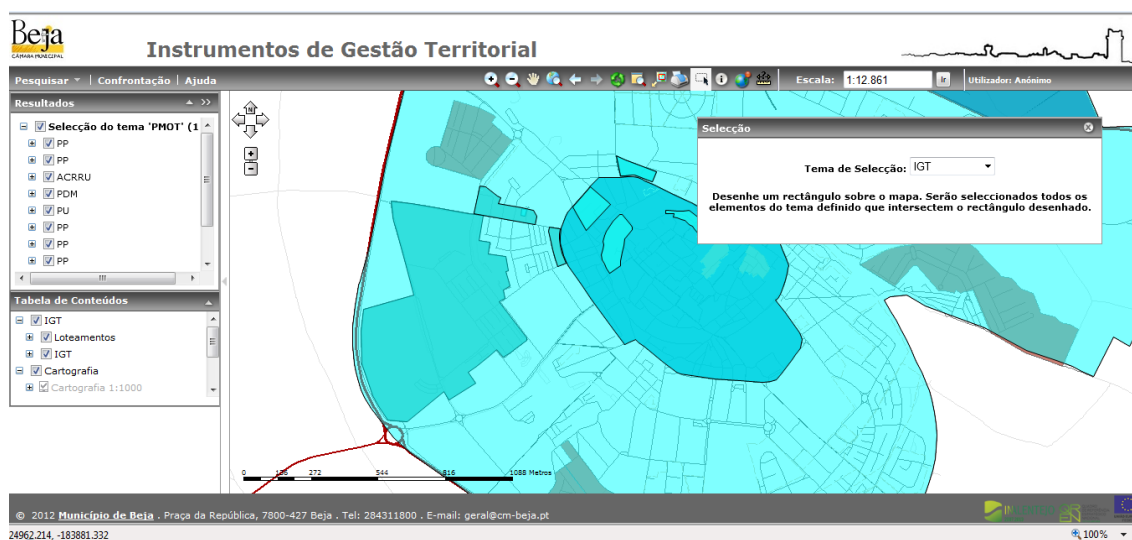 Beja
CÂMARA MUNICIPAL
Instrumentos de Gestão Territorial
Pesquisar | Confrontação | Ajuda
Escala: 1:12.861 Ir Utilizador: Anónimo
Resultados
Selecção do tema 'PMOT' (1
PP
PP
ACRRU
PDM
PU
PP
PP
PP
Tabela de Conteúdos
IGT
Loteamentos
IGT
Cartografia
Cartografia 1:1000
N
Selecção
Tema de Selecção: IGT
Desenhe um rectângulo sobre o mapa. Serão seleccionados todos os
elementos do tema definido que intersectem o rectângulo desenhado.
0 136 272 544 816 1088 Metros
© 2012 Município de Beja . Praça da República, 7800-427 Beja . Tel: 284311800 . E-mail: geral@cm-beja.pt
24962.214, -183881.332
100%